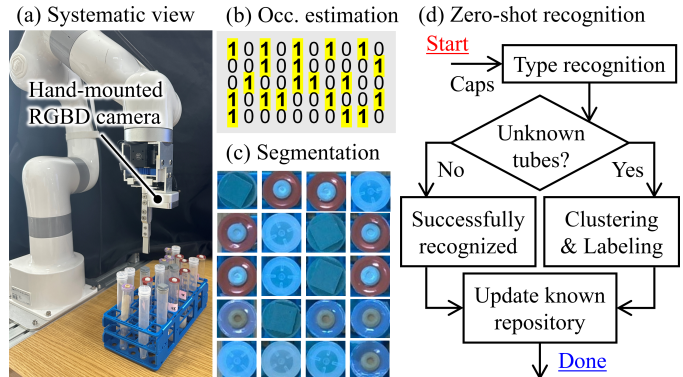 (a) Systematic view
Hand-mounted
RGBD camera
(b) Occ. estimation
1 0 1 0 1 0 1 0 1 0
0 0 1 0 1 0 1 0 0 1
0 1 0 0 1 1 0 1 0 0
1 0 1 1 0 0 1 0 0 1
1 0 0 0 0 0 0 1 1 0
(c) Segmentation
(d) Zero-shot recognition
Start
Caps
Type recognition
Unknown
tubes?
No
Yes
Successfully
recognized
Clustering
& Labeling
Update known
repository
Done